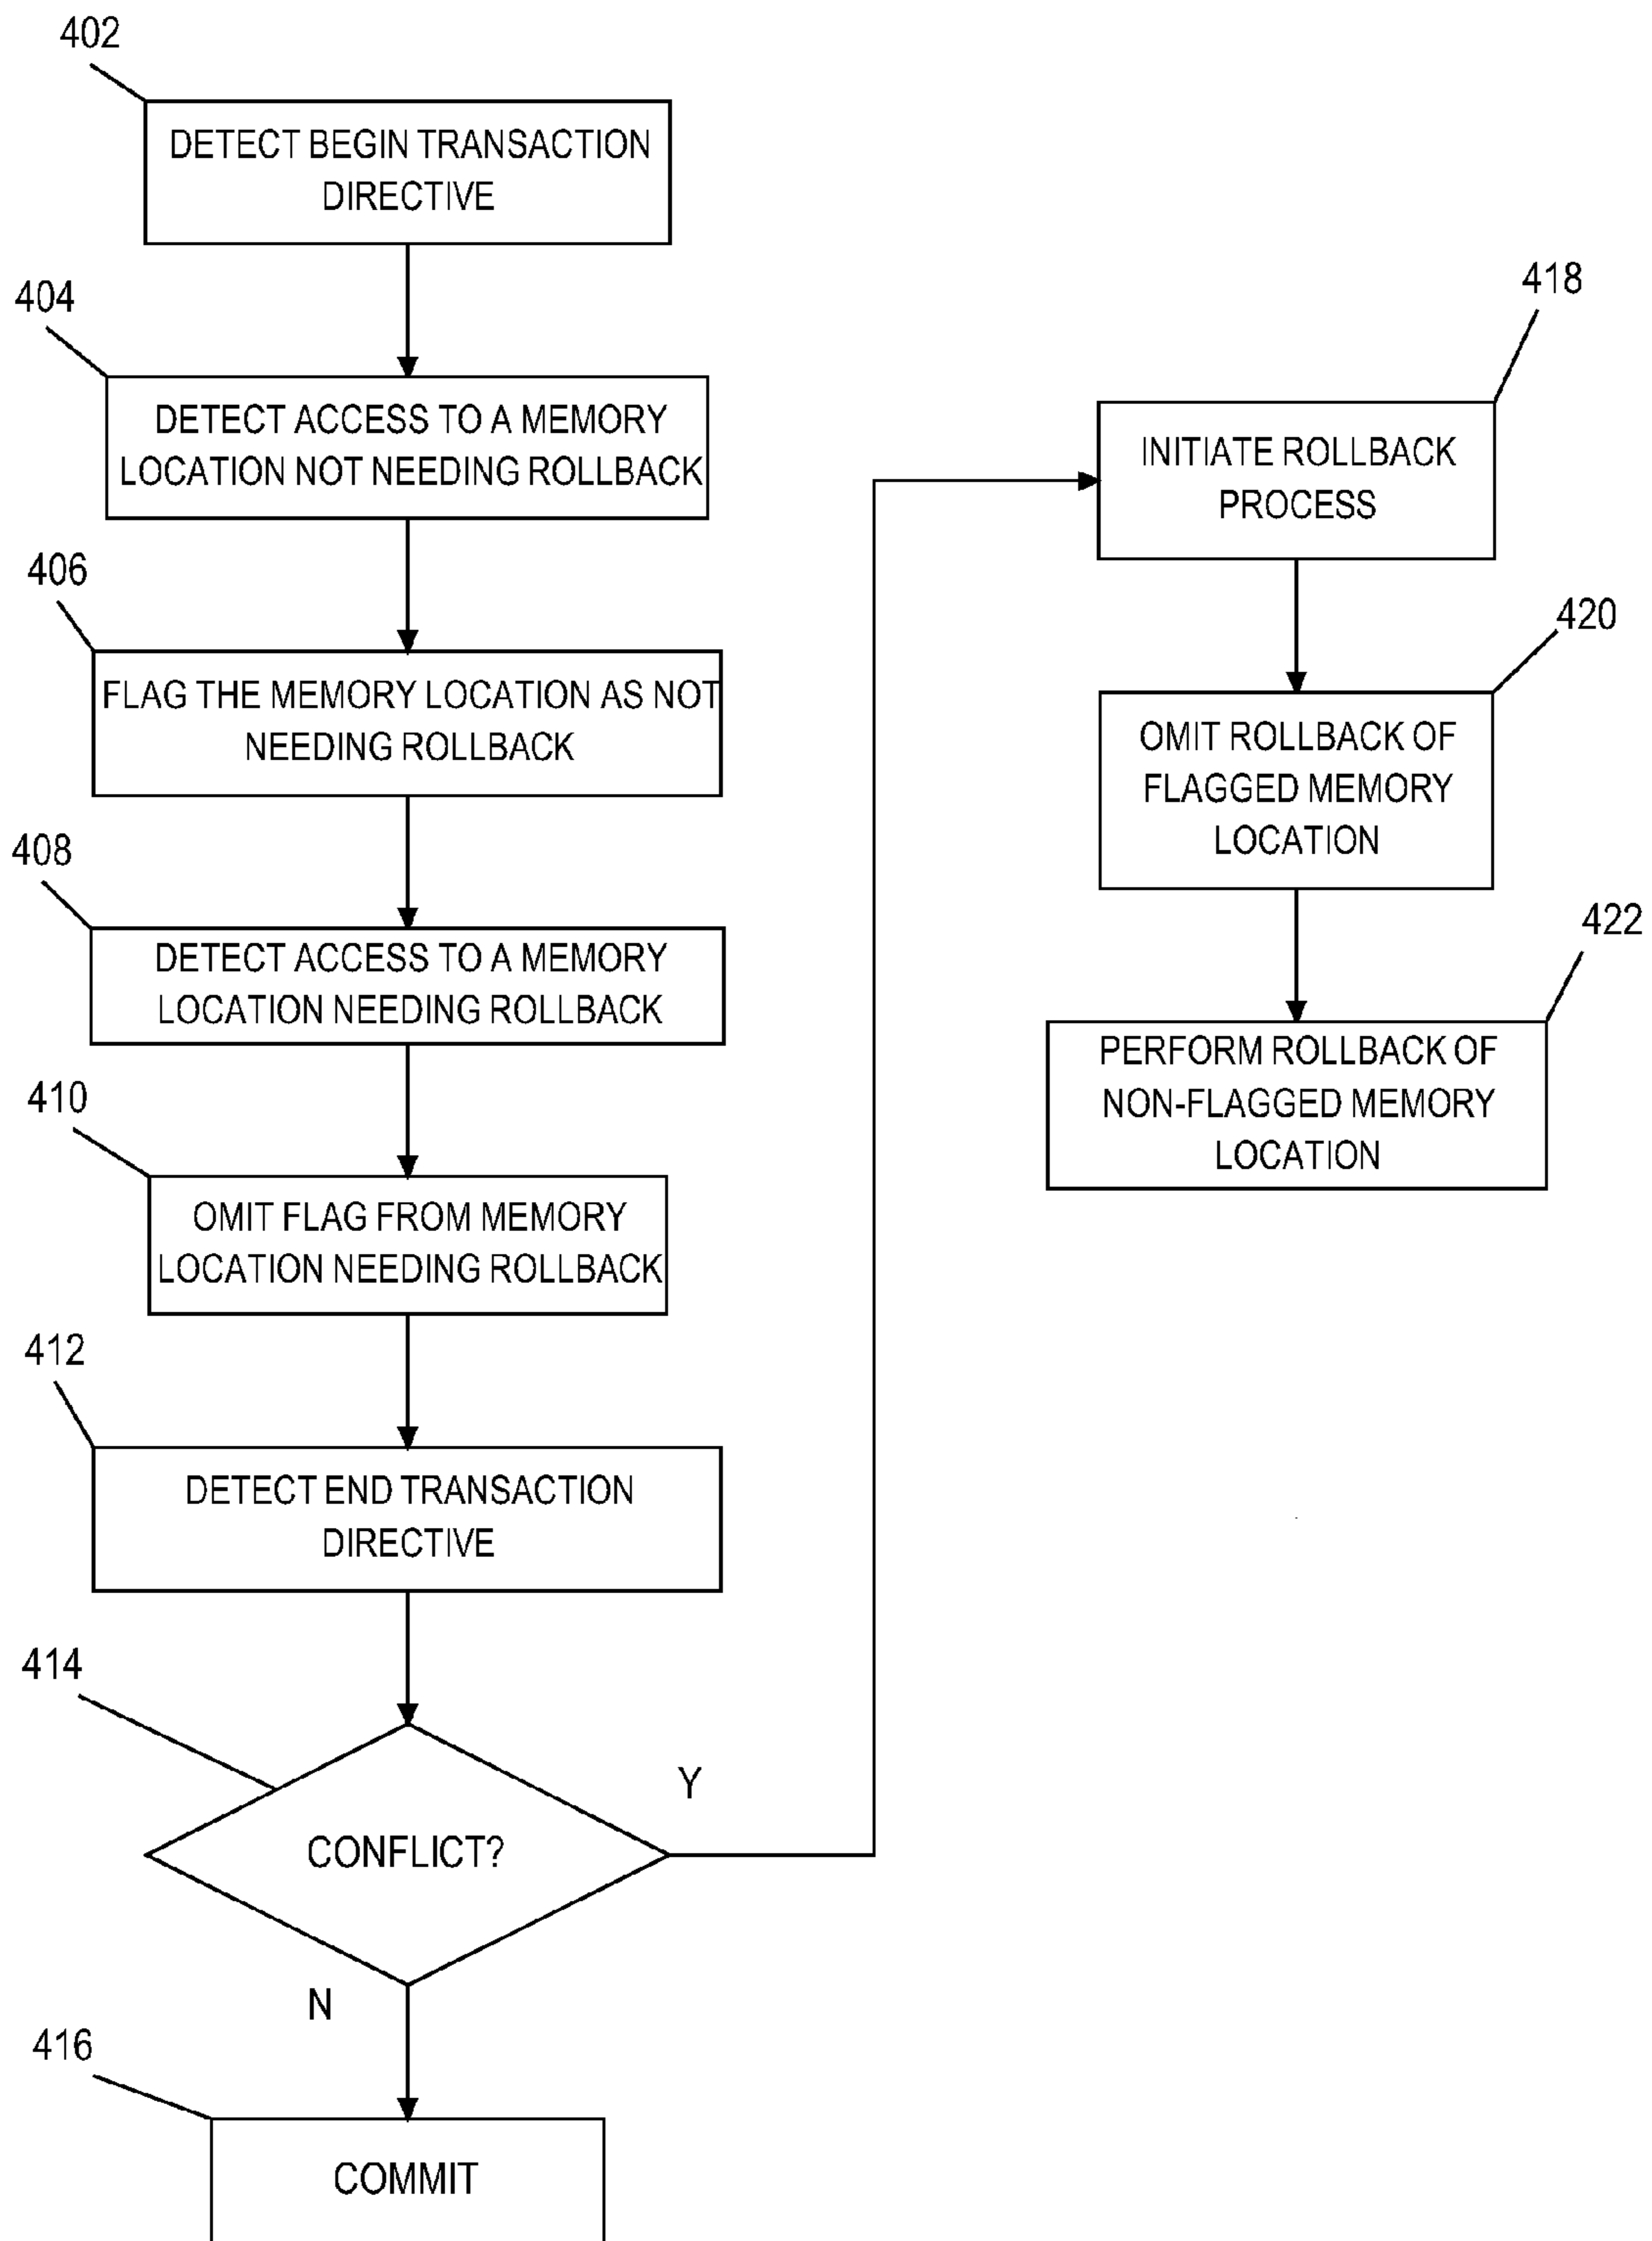 402
DETECT BEGIN TRANSACTION
DIRECTIVE
404
DETECT ACCESS TO A MEMORY
LOCATION NOT NEEDING ROLLBACK
406
FLAG THE MEMORY LOCATION AS NOT
NEEDING ROLLBACK
408
DETECT ACCESS TO A MEMORY
LOCATION NEEDING ROLLBACK
410
OMIT FLAG FROM MEMORY
LOCATION NEEDING ROLLBACK
412
DETECT END TRANSACTION
DIRECTIVE
414
CONFLICT?
Y
N
416
COMMIT
418
INITIATE ROLLBACK
PROCESS
420
OMIT ROLLBACK OF
FLAGGED MEMORY
LOCATION
422
PERFORM ROLLBACK OF
NON-FLAGGED MEMORY
LOCATION